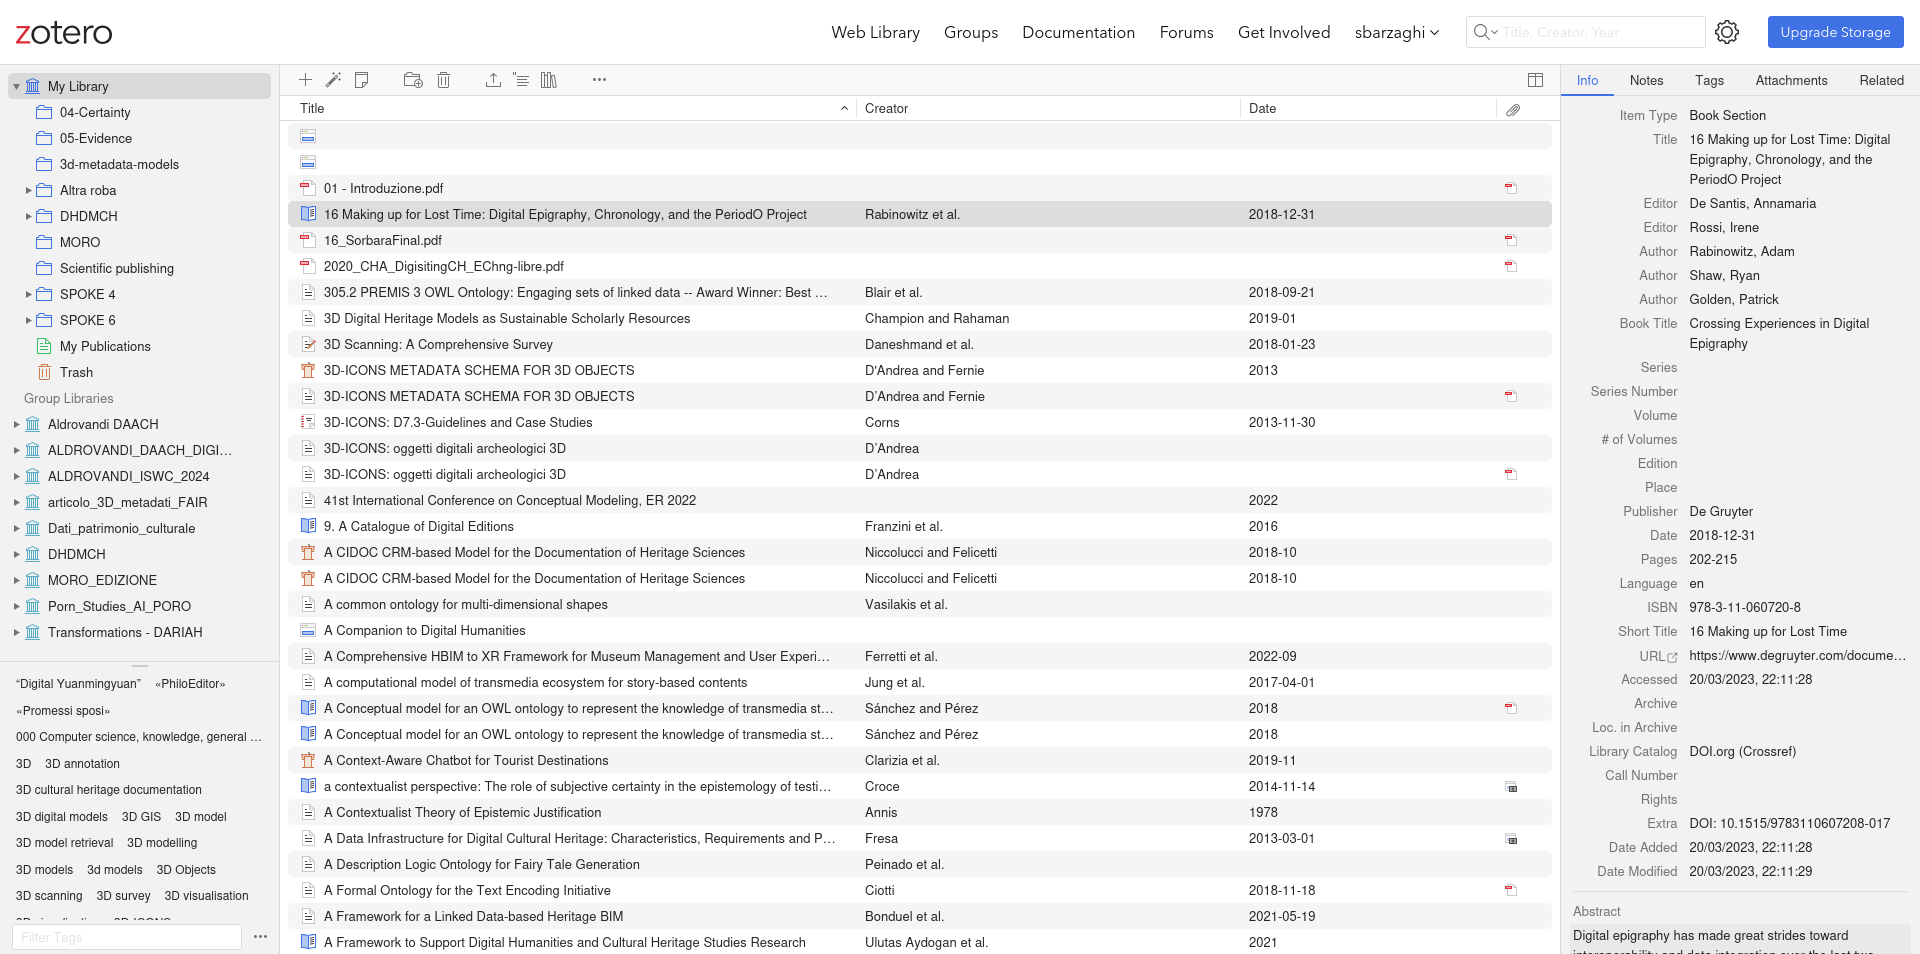 zotero
Web Library Groups Documentation Forums Get Involved sbarzaghi Title, Creator, Year Upgrade Storage
My Library
04-Certainty
05-Evidence
3d-metadata-models
Altra roba
DHDMCH
MORO
Scientific publishing
SPOKE 4
SPOKE 6
My Publications
Trash
Group Libraries
Aldrovandi DAACH
ALDROVANDI_DAACH_DIGI…
ALDROVANDI_ISWC_2024
articolo_3D_metadati_FAIR
Dati_patrimonio_culturale
DHDMCH
MORO_EDIZIONE
Porn_Studies_AI_PORO
Transformations - DARIAH
“Digital Yuanmingyuan” «PhiloEditor»
«Promessi sposi»
000 Computer science, knowledge, general …
3D 3D annotation
3D cultural heritage documentation
3D digital models 3D GIS 3D model
3D model retrieval 3D modelling
3D models 3d models 3D Objects
3D scanning 3D survey 3D visualisation
Filter Tags
Title Creator Date
01 - Introduzione.pdf
16 Making up for Lost Time: Digital Epigraphy, Chronology, and the PeriodO Project Rabinowitz et al. 2018-12-31
16_SorbaraFinal.pdf
2020_CHA_DigisitingCH_EChng-libre.pdf
305.2 PREMIS 3 OWL Ontology: Engaging sets of linked data -- Award Winner: Best … Blair et al. 2018-09-21
3D Digital Heritage Models as Sustainable Scholarly Resources Champion and Rahaman 2019-01
3D Scanning: A Comprehensive Survey Daneshmand et al. 2018-01-23
3D-ICONS METADATA SCHEMA FOR 3D OBJECTS D'Andrea and Fernie 2013
3D-ICONS METADATA SCHEMA FOR 3D OBJECTS D’Andrea and Fernie
3D-ICONS: D7.3-Guidelines and Case Studies Corns 2013-11-30
3D-ICONS: oggetti digitali archeologici 3D D’Andrea
3D-ICONS: oggetti digitali archeologici 3D D’Andrea
41st International Conference on Conceptual Modeling, ER 2022 2022
9. A Catalogue of Digital Editions Franzini et al. 2016
A CIDOC CRM-based Model for the Documentation of Heritage Sciences Niccolucci and Felicetti 2018-10
A CIDOC CRM-based Model for the Documentation of Heritage Sciences Niccolucci and Felicetti 2018-10
A common ontology for multi-dimensional shapes Vasilakis et al.
A Companion to Digital Humanities
A Comprehensive HBIM to XR Framework for Museum Management and User Experi… Ferretti et al. 2022-09
A computational model of transmedia ecosystem for story-based contents Jung et al. 2017-04-01
A Conceptual model for an OWL ontology to represent the knowledge of transmedia st… Sánchez and Pérez 2018
A Conceptual model for an OWL ontology to represent the knowledge of transmedia st… Sánchez and Pérez 2018
A Context-Aware Chatbot for Tourist Destinations Clarizia et al. 2019-11
a contextualist perspective: The role of subjective certainty in the epistemology of testi… Croce 2014-11-14
A Contextualist Theory of Epistemic Justification Annis 1978
A Data Infrastructure for Digital Cultural Heritage: Characteristics, Requirements and P… Fresa 2013-03-01
A Description Logic Ontology for Fairy Tale Generation Peinado et al.
A Formal Ontology for the Text Encoding Initiative Ciotti 2018-11-18
A Framework for a Linked Data-based Heritage BIM Bonduel et al. 2021-05-19
A Framework to Support Digital Humanities and Cultural Heritage Studies Research Ulutas Aydogan et al. 2021
Info Notes Tags Attachments Related
Item Type Book Section
Title 16 Making up for Lost Time: Digital
Epigraphy, Chronology, and the
PeriodO Project
Editor De Santis, Annamaria
Editor Rossi, Irene
Author Rabinowitz, Adam
Author Shaw, Ryan
Author Golden, Patrick
Book Title Crossing Experiences in Digital
Epigraphy
Series
Series Number
Volume
# of Volumes
Edition
Place
Publisher De Gruyter
Date 2018-12-31
Pages 202-215
Language en
ISBN 978-3-11-060720-8
Short Title 16 Making up for Lost Time
URL https://www.degruyter.com/docume…
Accessed 20/03/2023, 22:11:28
Archive
Loc. in Archive
Library Catalog DOI.org (Crossref)
Call Number
Rights
Extra DOI: 10.1515/9783110607208-017
Date Added 20/03/2023, 22:11:28
Date Modified 20/03/2023, 22:11:29
Abstract
Digital epigraphy has made great strides toward